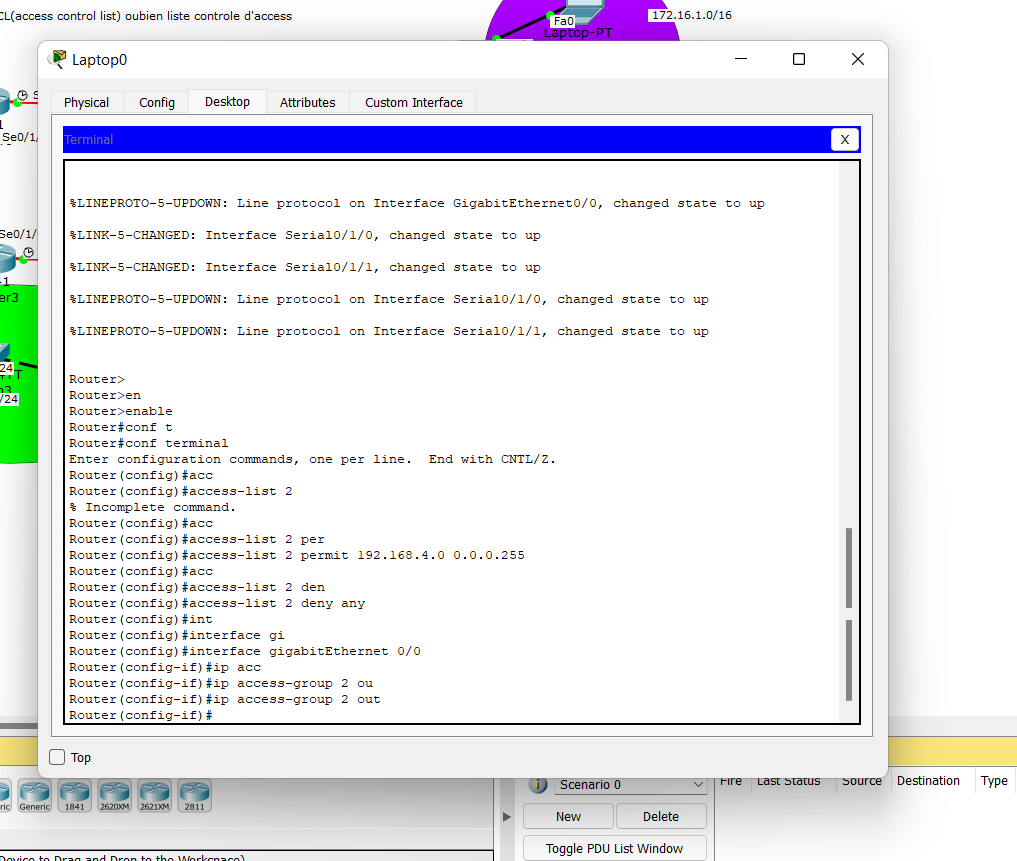 CL(access control list) oubien liste controle d'access
172.16.1.0/16
Fa0
Laptop-PT
Laptop0
Physical
Config
Desktop
Attributes
Custom Interface
Terminal
X
%LINEPROTO-5-UPDOWN: Line protocol on Interface GigabitEthernet0/0, changed state to up
%LINK-5-CHANGED: Interface Serial0/1/0, changed state to up
%LINK-5-CHANGED: Interface Serial0/1/1, changed state to up
%LINEPROTO-5-UPDOWN: Line protocol on Interface Serial0/1/0, changed state to up
%LINEPROTO-5-UPDOWN: Line protocol on Interface Serial0/1/1, changed state to up
Router>
Router>en
Router>enable
Router#conf t
Router#conf terminal
Enter configuration commands, one per line.  End with CNTL/Z.
Router(config)#acc
Router(config)#access-list 2
% Incomplete command.
Router(config)#acc
Router(config)#access-list 2 per
Router(config)#access-list 2 permit 192.168.4.0 0.0.0.255
Router(config)#acc
Router(config)#access-list 2 den
Router(config)#access-list 2 deny any
Router(config)#int
Router(config)#interface gi
Router(config)#interface gigabitEthernet 0/0
Router(config-if)#ip acc
Router(config-if)#ip access-group 2 ou
Router(config-if)#ip access-group 2 out
Router(config-if)#
Top
S
Se0/1/
Se0/1/
-1
er3
24
T
/24
Generic
1841
2620XM
2621XM
2811
Scenario 0
Fire
Last Status
Source
Destination
Type
New
Delete
Toggle PDU List Window
Device to Drag and Drop to the Workspace)